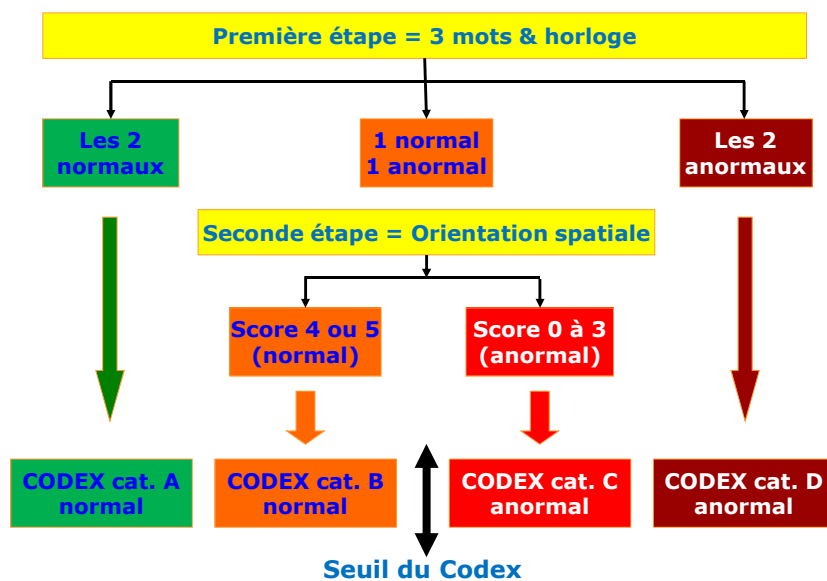 Première étape = 3 mots & horloge
Les 2
normaux
1 normal
1 anormal
Les 2
anormaux
Seconde étape = Orientation spatiale
Score 4 ou 5
(normal)
Score 0 à 3
(anormal)
CODEX cat. A
normal
CODEX cat. B
normal
CODEX cat. C
anormal
CODEX cat. D
anormal
Seuil du Codex